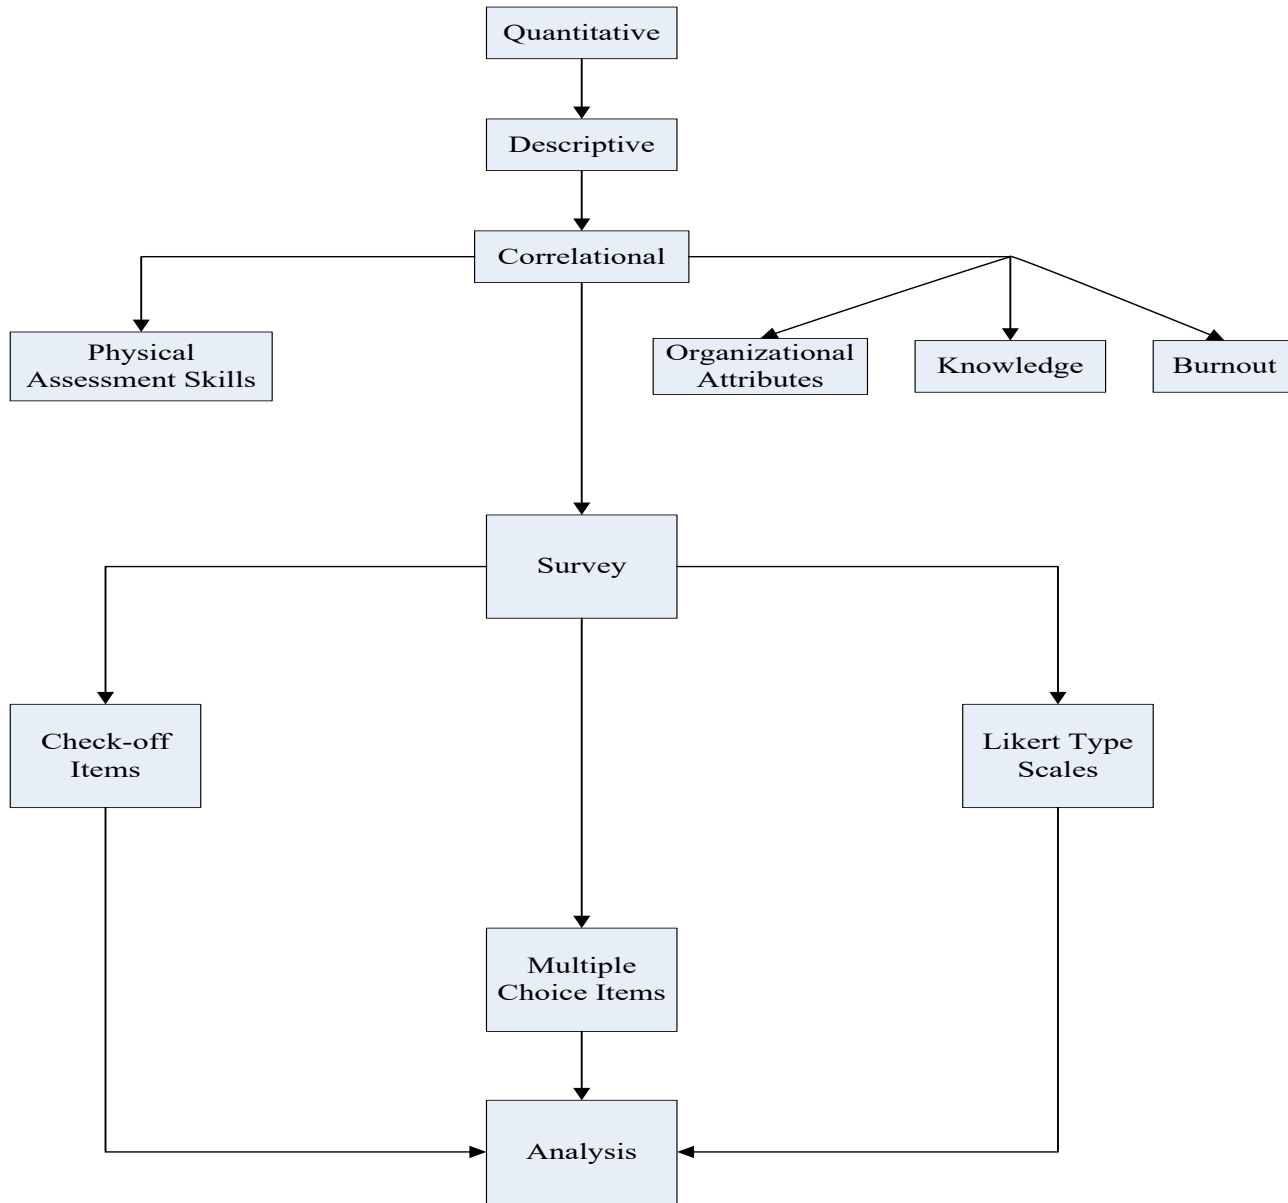 Quantitative
Descriptive
Correlational
Physical
Assessment Skills
Organizational
Attributes
Knowledge
Burnout
Survey
Check-off
Items
Likert Type
Scales
Multiple
Choice Items
Analysis